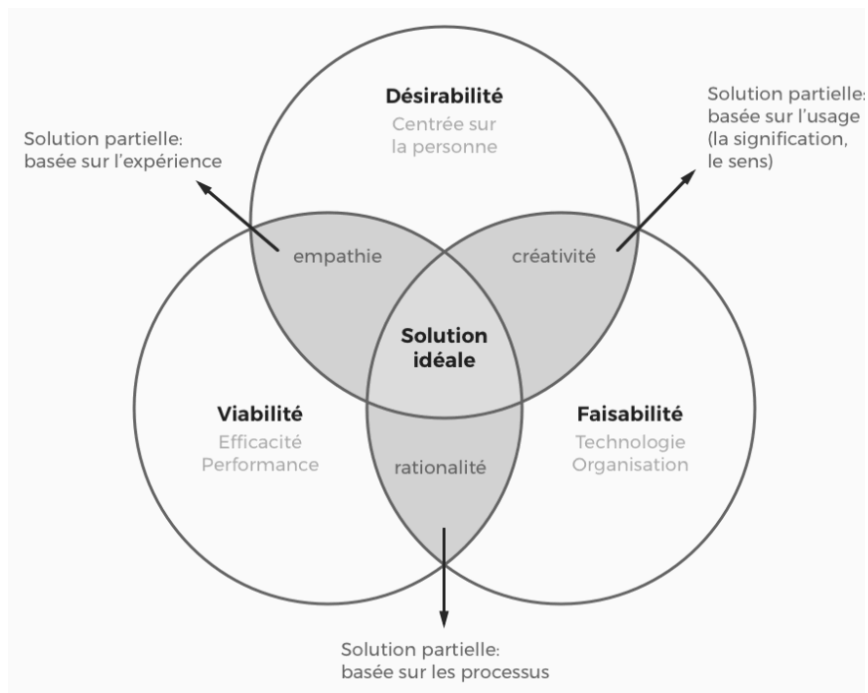 Désirabilité
Centrée sur
la personne
Solution partielle:
basée sur l’usage
(la signification,
le sens)
Solution partielle:
basée sur l’expérience
empathie
créativité
Solution
idéale
Viabilité
Efficacité
Performance
Faisabilité
Technologie
Organisation
rationalité
Solution partielle:
basée sur les processus